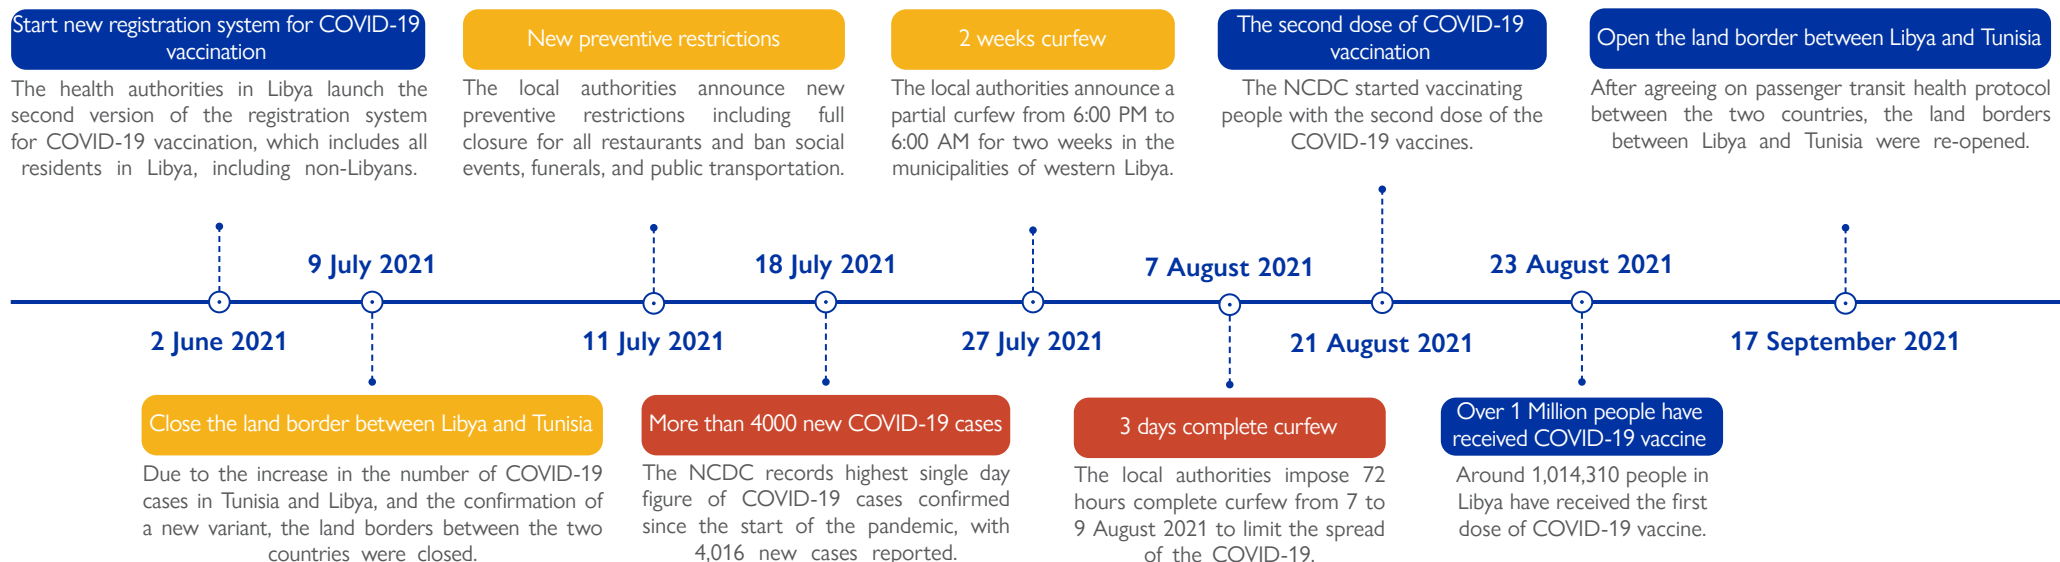 Start new registration system for COVID-19
vaccination
The health authorities in Libya launch the
second version of the registration system
for COVID-19 vaccination, which includes all
residents in Libya, including non-Libyans.
New preventive restrictions
The local authorities announce new
preventive restrictions including full
closure for all restaurants and ban social
events, funerals, and public transportation.
2 weeks curfew
The local authorities announce a
partial curfew from 6:00 PM to
6:00 AM for two weeks in the
municipalities of western Libya.
The second dose of COVID-19
vaccination
The NCDC started vaccinating
people with the second dose of the
COVID-19 vaccines.
Open the land border between Libya and Tunisia
After agreeing on passenger transit health protocol
between the two countries, the land borders
between Libya and Tunisia were re-opened.
9 July 2021
18 July 2021
7 August 2021
23 August 2021
2 June 2021
11 July 2021
27 July 2021
21 August 2021
17 September 2021
Close the land border between Libya and Tunisia
Due to the increase in the number of COVID-19
cases in Tunisia and Libya, and the confirmation of
a new variant, the land borders between the two
countries were closed.
More than 4000 new COVID-19 cases
The NCDC records highest single day
figure of COVID-19 cases confirmed
since the start of the pandemic, with
4,016 new cases reported.
3 days complete curfew
The local authorities impose 72
hours complete curfew from 7 to
9 August 2021 to limit the spread
of the COVID-19.
Over 1 Million people have
received COVID-19 vaccine
Around 1,014,310 people in
Libya have received the first
dose of COVID-19 vaccine.